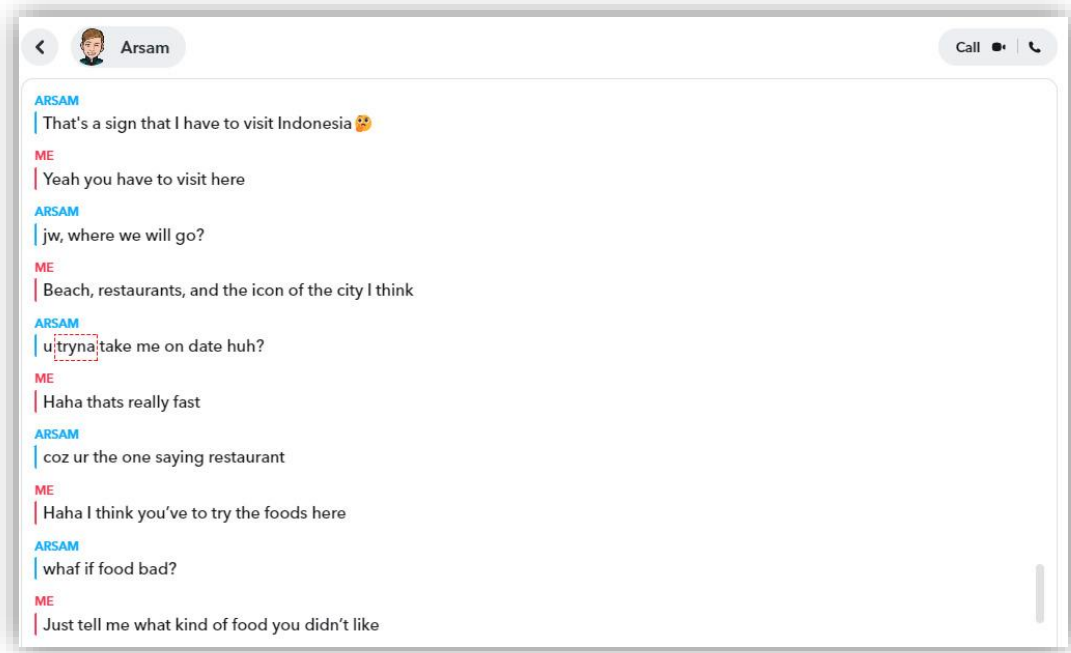 Arsam
Call
ARSAM
That's a sign that I have to visit Indonesia🤔
ME
Yeah you have to visit here
ARSAM
jw, where we will go?
ME
Beach, restaurants, and the icon of the city I think
ARSAM
u tryna take me on date huh?
ME
Haha thats really fast
ARSAM
coz ur the one saying restaurant
ME
Haha I think you've to try the foods here
ARSAM
whaf if food bad?
ME
Just tell me what kind of food you didn't like